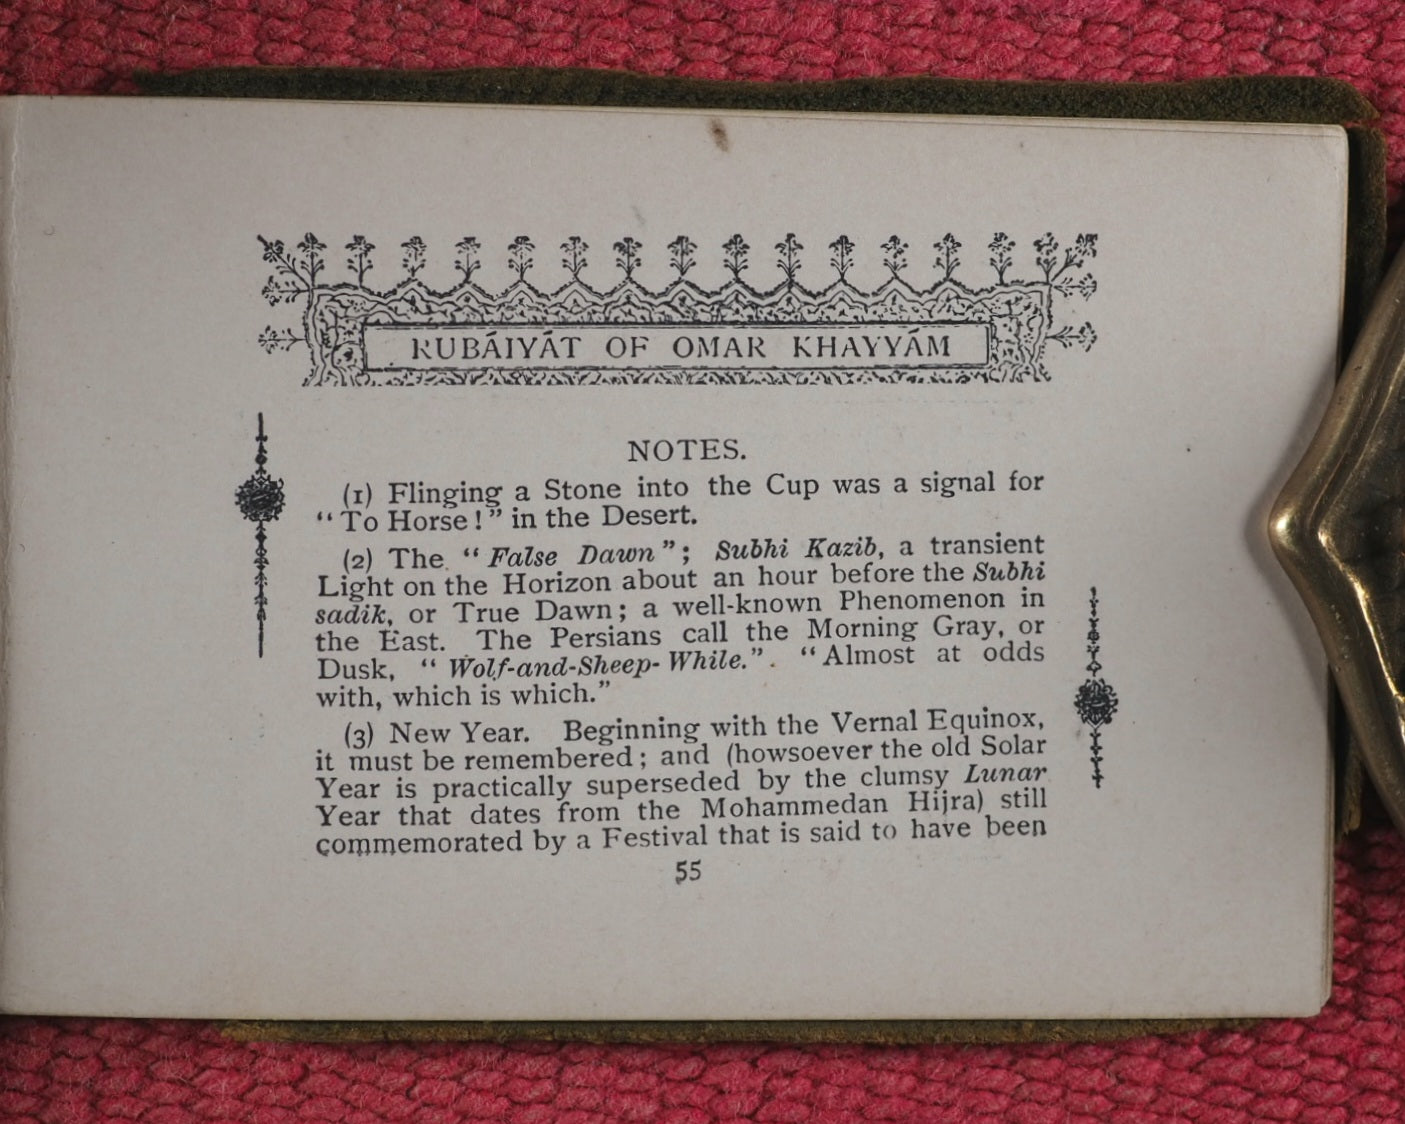 RUBÁIYÁT OF OMAR KHAYYÁM
NOTES.
(1) Flinging a Stone into the Cup was a signal for
“To Horse!” in the Desert.
(2) The “False Dawn”; Subhi Kazib, a transient
Light on the Horizon about an hour before the Subhi
sadik, or True Dawn; a well-known Phenomenon in
the East. The Persians call the Morning Gray, or
Dusk, “Wolf-and-Sheep-While.”. “Almost at odds
with, which is which.”
(3) New Year. Beginning with the Vernal Equinox,
it must be remembered; and (howsoever the old Solar
Year is practically superseded by the clumsy Lunar
Year that dates from the Mohammedan Hijra) still
commemorated by a Festival that is said to have been
55